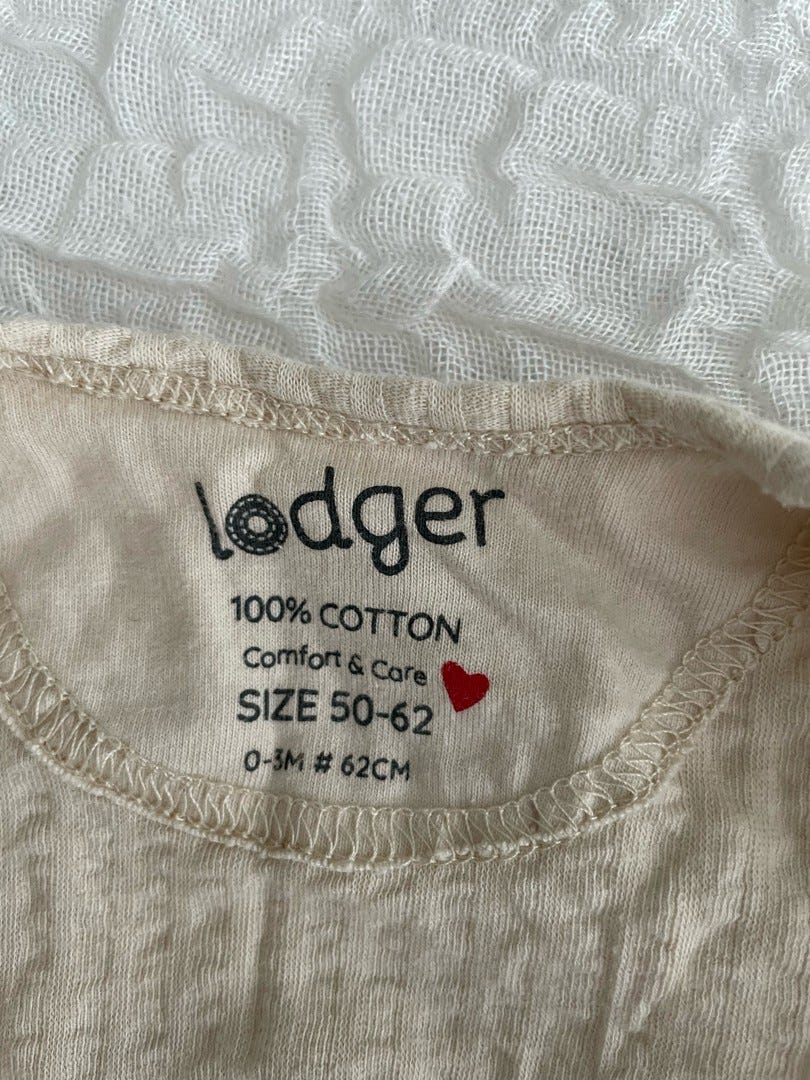 lodger
100% COTTON
Comfort & Care
SIZE 50-62
0-3M # 62CM